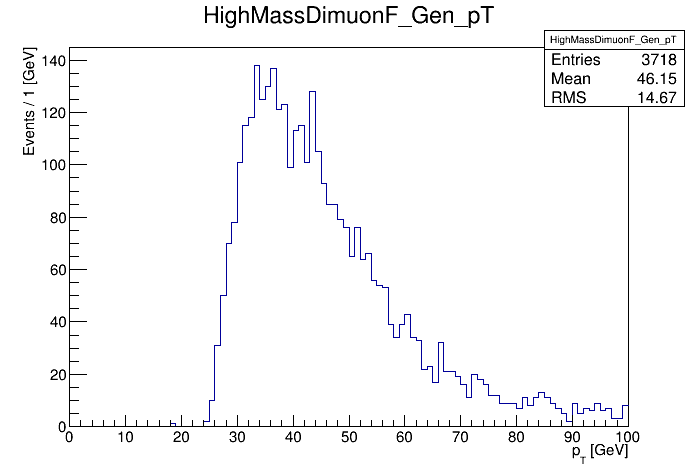 HighMassDimuonF_Gen_pT
HighMassDimuonF_Gen_pT
Entries 3718
Mean 46.15
RMS 14.67
Events / 1 [GeV]
140
120
100
80
60
40
20
0
0 10 20 30 40 50 60 70 80 90 100
p_T [GeV]